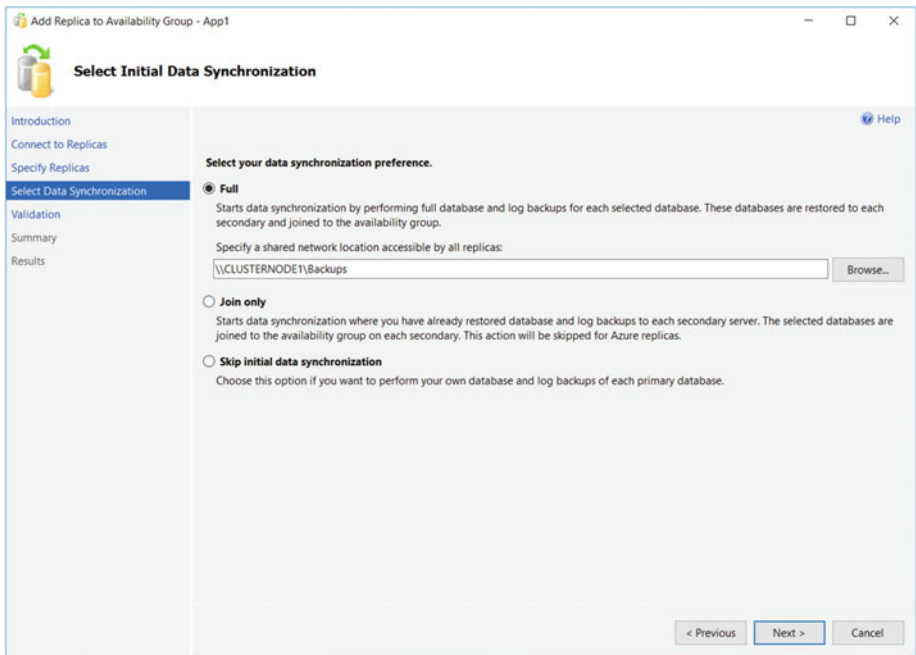 Add Replica to Availability Group - App1
Select Initial Data Synchronization
Introduction
Connect to Replicas
Specify Replicas
Select Data Synchronization
Validation
Summary
Results
Help
Select your data synchronization preference.
Full
Starts data synchronization by performing full database and log backups for each selected database. These databases are restored to each
secondary and joined to the availability group.
Specify a shared network location accessible by all replicas:
\\CLUSTERNODE1\Backups
Browse...
Join only
Starts data synchronization where you have already restored database and log backups to each secondary server. The selected databases are
joined to the availability group on each secondary. This action will be skipped for Azure replicas.
Skip initial data synchronization
Choose this option if you want to perform your own database and log backups of each primary database.
< Previous
Next >
Cancel